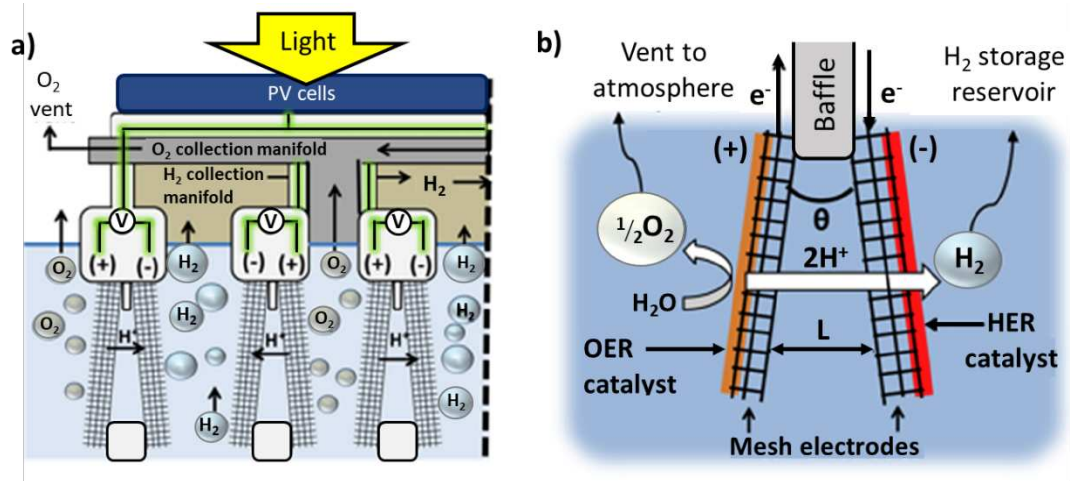 a)
Light
O₂
vent
PV cells
O₂ collection manifold
H₂ collection
manifold
H₂
V
V
V
(+) (-)
(-) (+)
(+) (-)
O₂
H₂
O₂
H₂
O₂
H₂
O₂
H₂
H⁺
H⁺
H⁺
O₂
H₂
H₂
b)
Vent to
atmosphere
e⁻
Baffle
e⁻
H₂ storage
reservoir
(+)
(-)
θ
½O₂
2H⁺
H₂
H₂O
L
OER
catalyst
HER
catalyst
Mesh electrodes